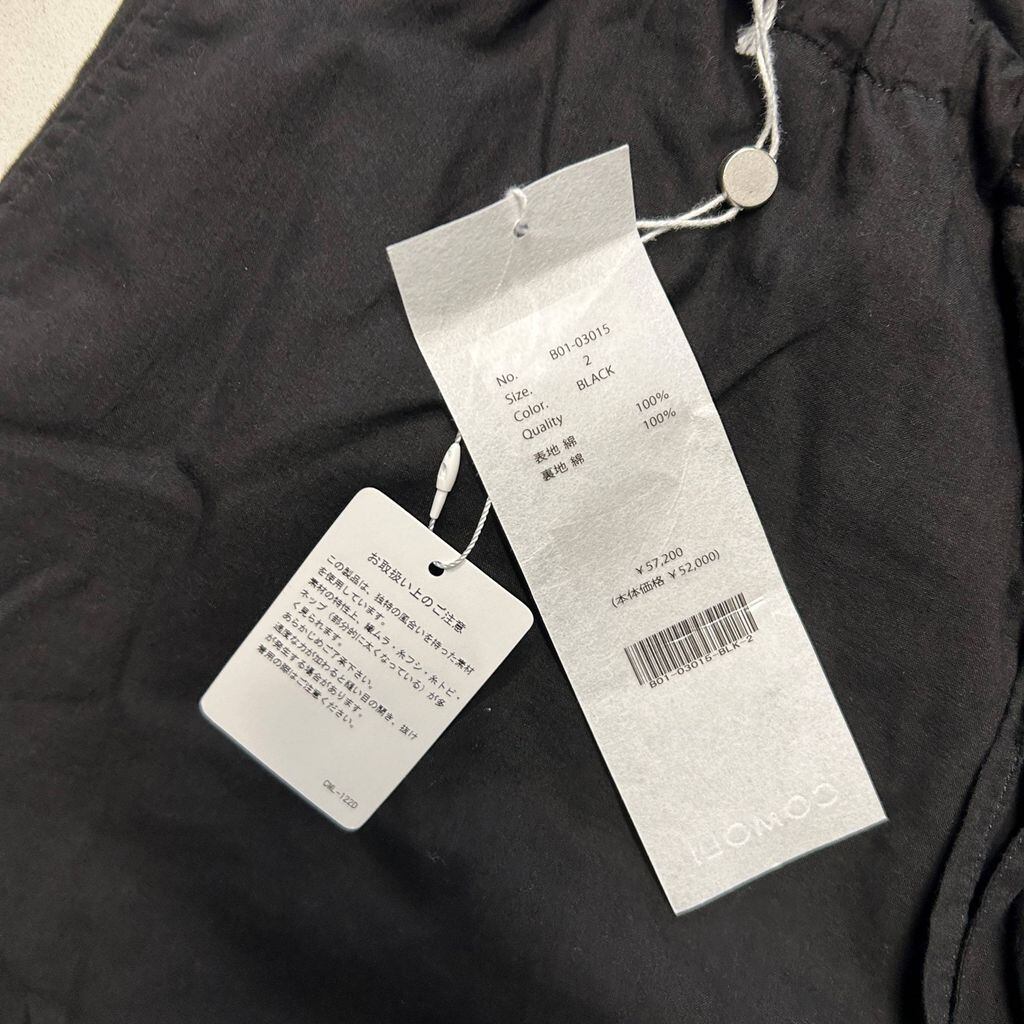 No. B01-03015
Size. 2
Color. BLACK
Quality
表地 綿 100%
裏地 綿 100%
¥57,200
(本体価格 ¥52,000)
B01-03015-BLK-2
お取扱い上のご注意
この製品は、独特の風合いを持った素材
を使用しています。
素材の特性上、織ムラ・糸フシ・糸トビ・
ネップ(部分的に太くなっている)が多
く見られます。
あらかじめご了承下さい。
過度な力が加わると縫い目の開き、抜け
が発生する場合があります。
着用の際はご注意ください。
CML-122D